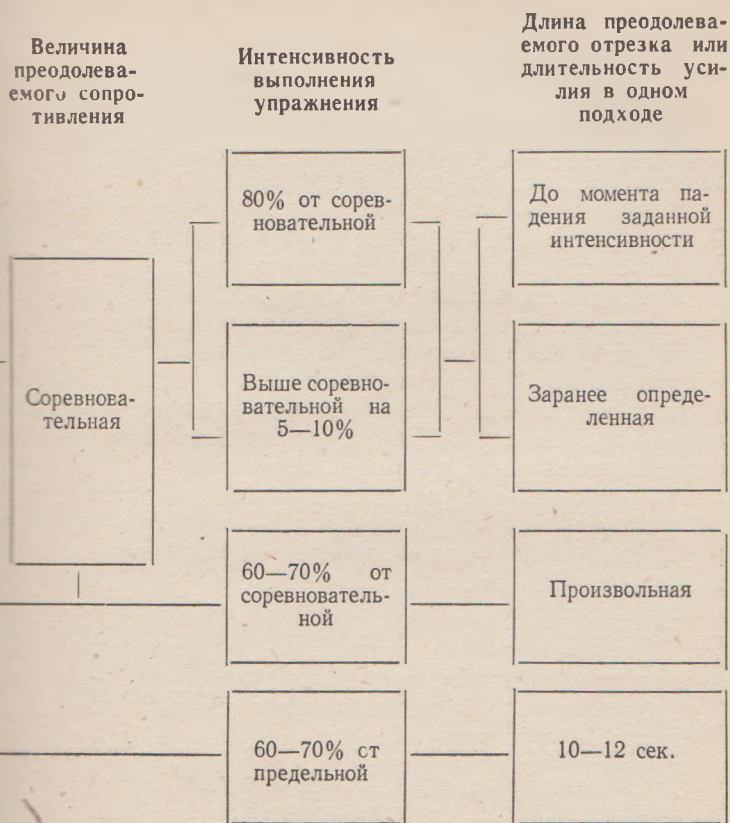 Величина
преодолева-
емого сопро-
тивления
Интенсивность
выполнения
упражнения
Длина преодолева-
емого отрезка или
длительность уси-
лия в одном
подходе
80% от сорев-
новательной
До момента па-
дения заданной
интенсивности
Соревнова-
тельная
Выше соревно-
вательной на
5—10%
Заранее опреде-
ленная
60—70% от
соревнователь-
ной
Произвольная
60—70% ст
предельной
10—12 сек.